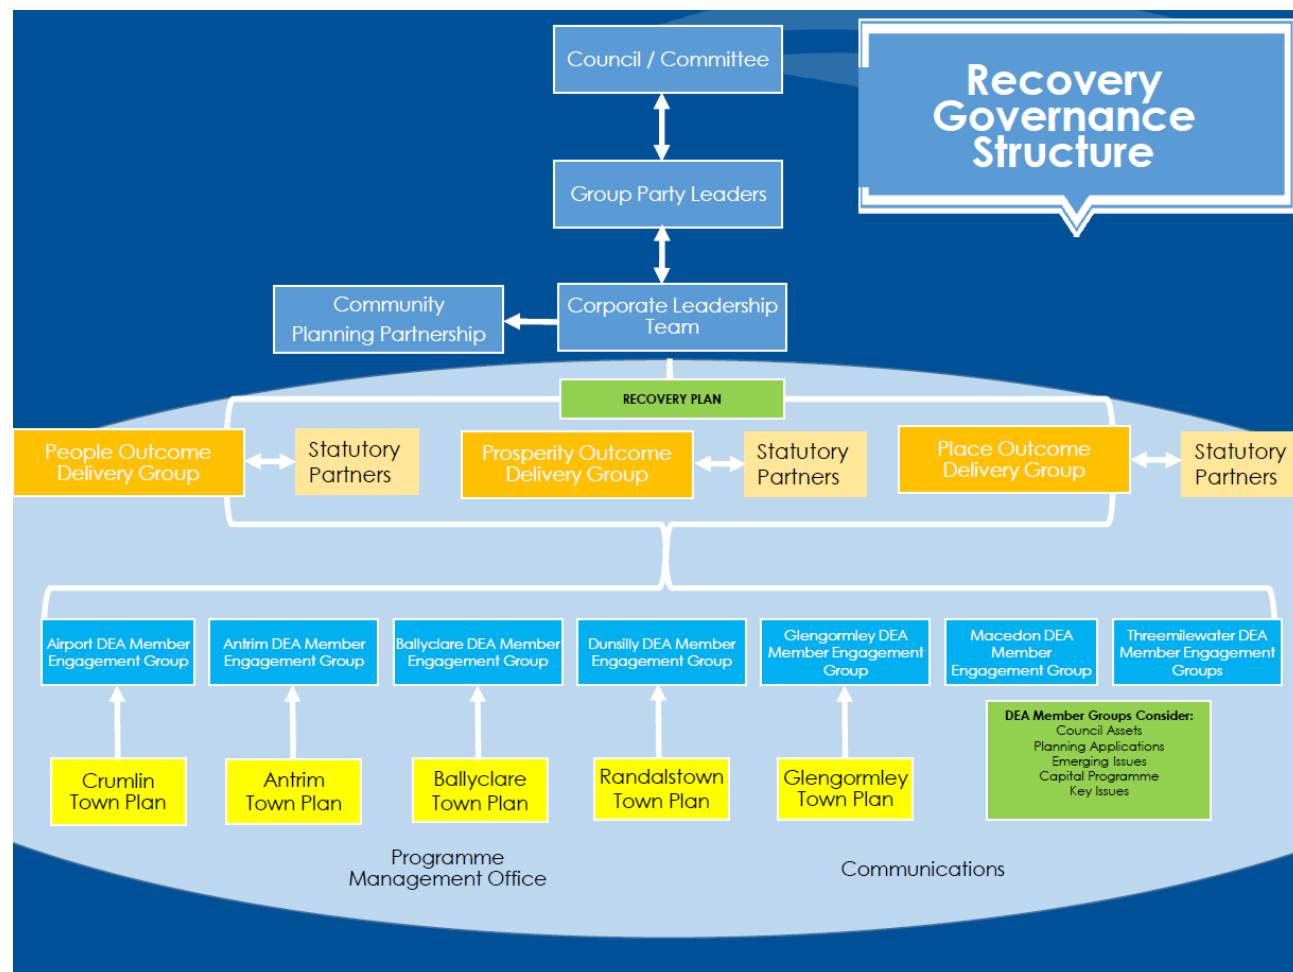 Council / Committee
Recovery
Governance
Structure
Group Party Leaders
Community
Planning Partnership
Corporate Leadership
Team
RECOVERY PLAN
People Outcome
Delivery Group
Statutory
Partners
Prosperity Outcome
Delivery Group
Statutory
Partners
Place Outcome
Delivery Group
Statutory
Partners
Airport DEA Member
Engagement Group
Antrim DEA Member
Engagement Group
Ballyclare DEA Member
Engagement Group
Dunsilly DEA Member
Engagement Group
Glengormley DEA
Member Engagement
Group
Macedon DEA
Member
Engagement Group
Threemilewater DEA
Member Engagement
Groups
DEA Member Groups Consider:
Council Assets
Planning Applications
Emerging Issues
Capital Programme
Key Issues
Crumlin
Town Plan
Antrim
Town Plan
Ballyclare
Town Plan
Randalstown
Town Plan
Glengormley
Town Plan
Programme
Management Office
Communications